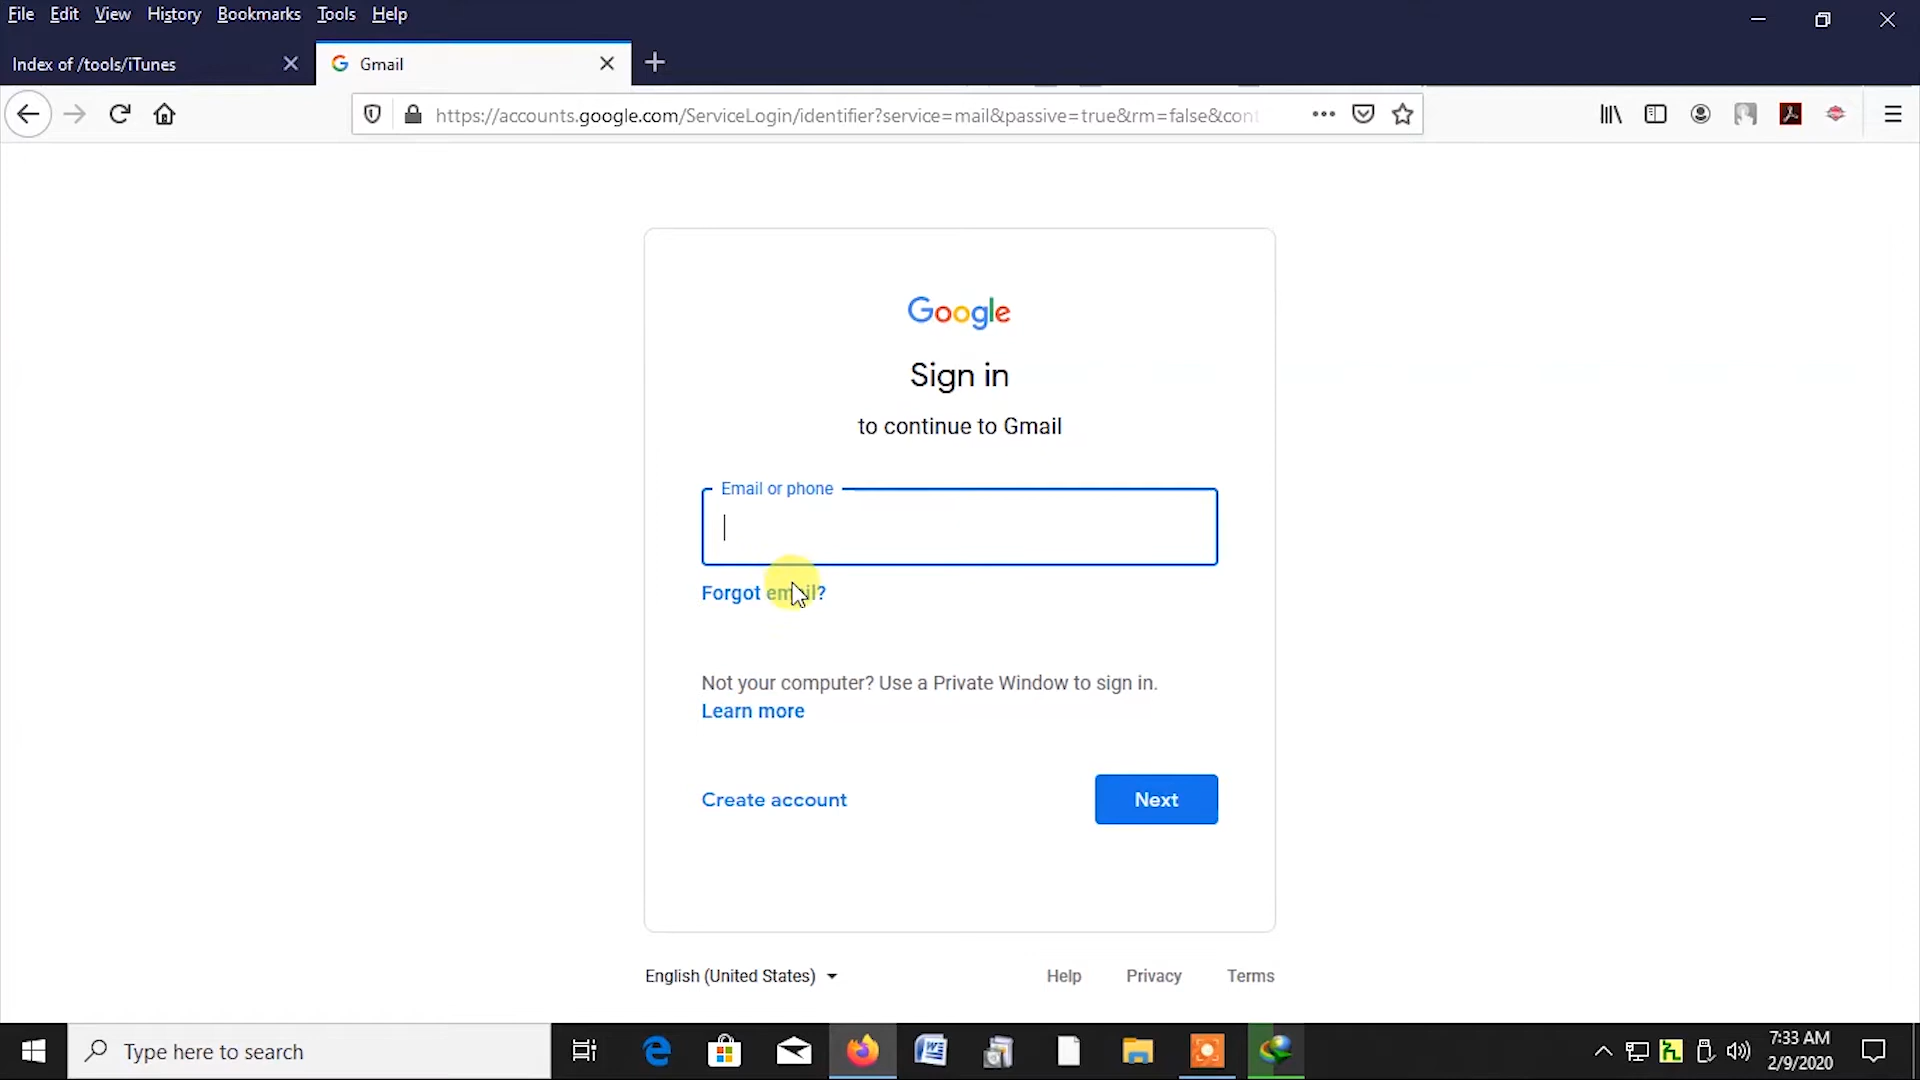 File Edit View History Bookmarks Tools Help
Index of /tools/iTunes
Gmail
https://accounts.google.com/ServiceLogin/identifier?service=mail&passive=true&rm=false&cont
Google
Sign in
to continue to Gmail
Email or phone
Forgot email?
Not your computer? Use a Private Window to sign in.
Learn more
Create account
Next
English (United States)
Help Privacy Terms
Type here to search
7:33 AM
2/9/2020